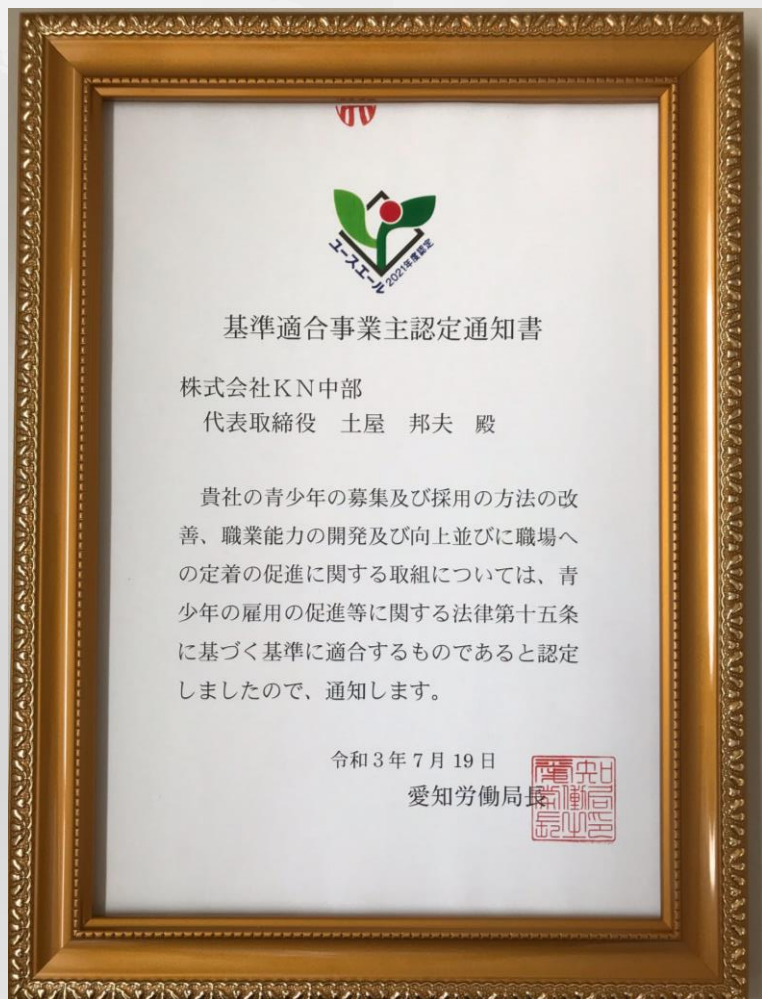 ユースエール 2021年度認定
基準適合事業主認定通知書
株式会社KN中部
代表取締役　土屋　邦夫　殿
貴社の青少年の募集及び採用の方法の改
善、職業能力の開発及び向上並びに職場へ
の定着の促進に関する取組については、青
少年の雇用の促進等に関する法律第十五条
に基づく基準に適合するものであると認定
しましたので、通知します。
令和3年7月19日
愛知労働局長